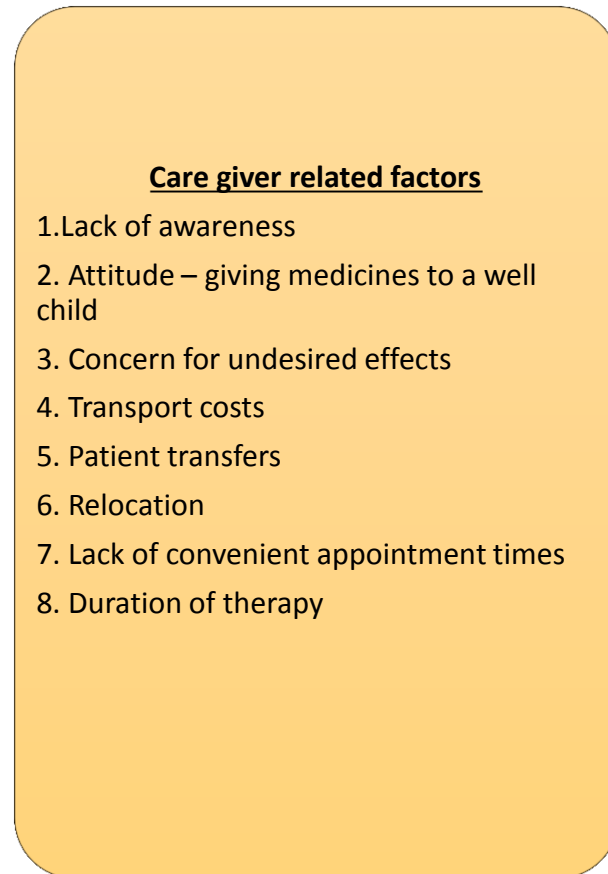 Care giver related factors
1.Lack of awareness
2. Attitude – giving medicines to a well
child
3. Concern for undesired effects
4. Transport costs
5. Patient transfers
6. Relocation
7. Lack of convenient appointment times
8. Duration of therapy